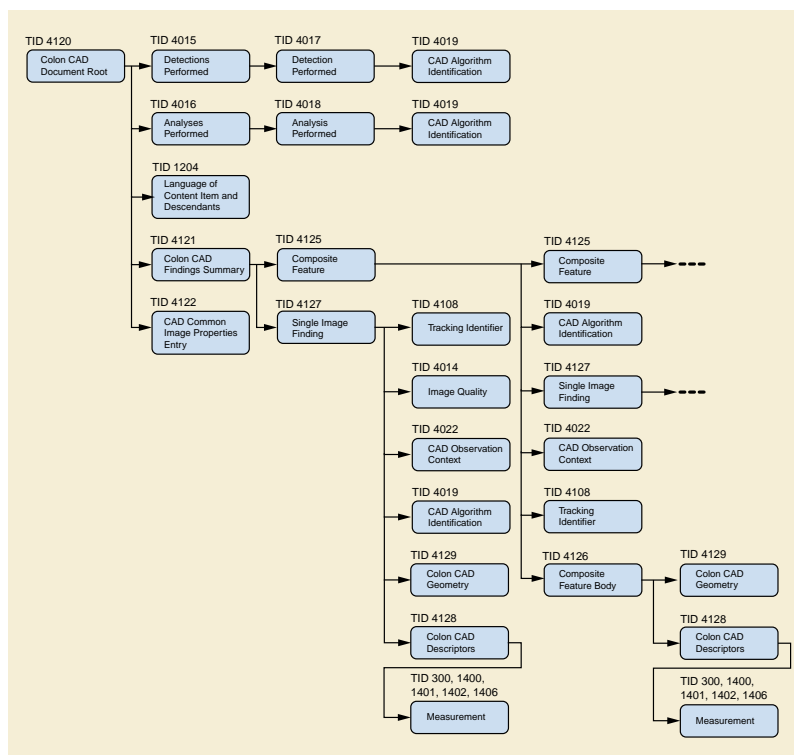 TID 4120
Colon CAD
Document Root
TID 4015
Detections
Performed
TID 4017
Detection
Performed
TID 4019
CAD Algorithm
Identification
TID 4016
Analyses
Performed
TID 4018
Analysis
Performed
TID 4019
CAD Algorithm
Identification
TID 1204
Language of
Content Item and
Descendants
TID 4121
Colon CAD
Findings Summary
TID 4125
Composite
Feature
TID 4125
Composite
Feature
TID 4122
CAD Common
Image Properties
Entry
TID 4127
Single Image
Finding
TID 4108
Tracking Identifier
TID 4019
CAD Algorithm
Identification
TID 4014
Image Quality
TID 4127
Single Image
Finding
TID 4022
CAD Observation
Context
TID 4022
CAD Observation
Context
TID 4019
CAD Algorithm
Identification
TID 4108
Tracking
Identifier
TID 4129
Colon CAD
Geometry
TID 4126
Composite
Feature Body
TID 4129
Colon CAD
Geometry
TID 4128
Colon CAD
Descriptors
TID 4128
Colon CAD
Descriptors
TID 300, 1400,
1401, 1402, 1406
Measurement
TID 300, 1400,
1401, 1402, 1406
Measurement